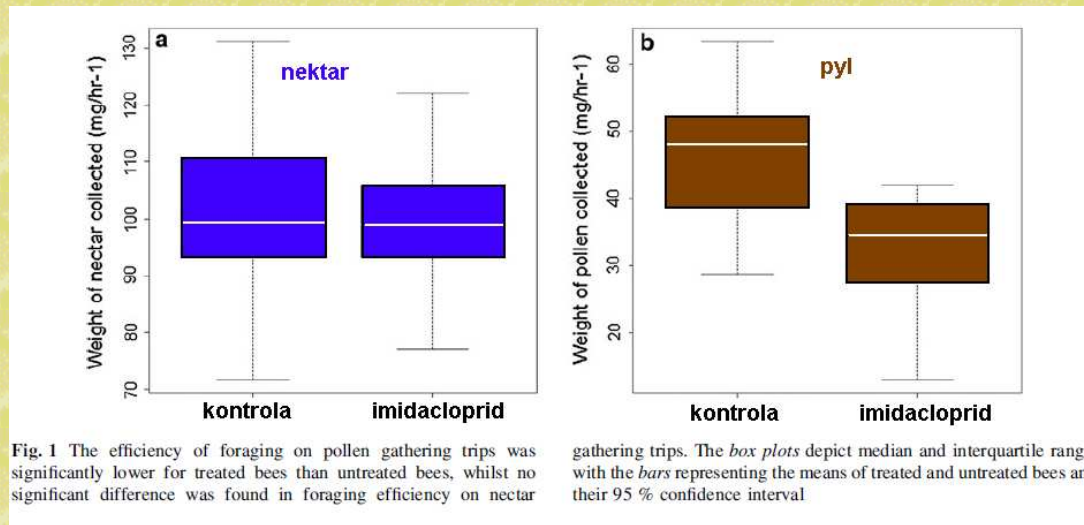 a
nektar
Weight of nectar collected (mg/hr-1)
130
120
110
100
90
80
70
kontrola imidacloprid
b
pyl
Weight of pollen collected (mg/hr-1)
60
50
40
30
20
kontrola imidacloprid
Fig. 1 The efficiency of foraging on pollen gathering trips was
significantly lower for treated bees than untreated bees, whilst no
significant difference was found in foraging efficiency on nectar
gathering trips. The box plots depict median and interquartile rang
with the bars representing the means of treated and untreated bees an
their 95 % confidence interval